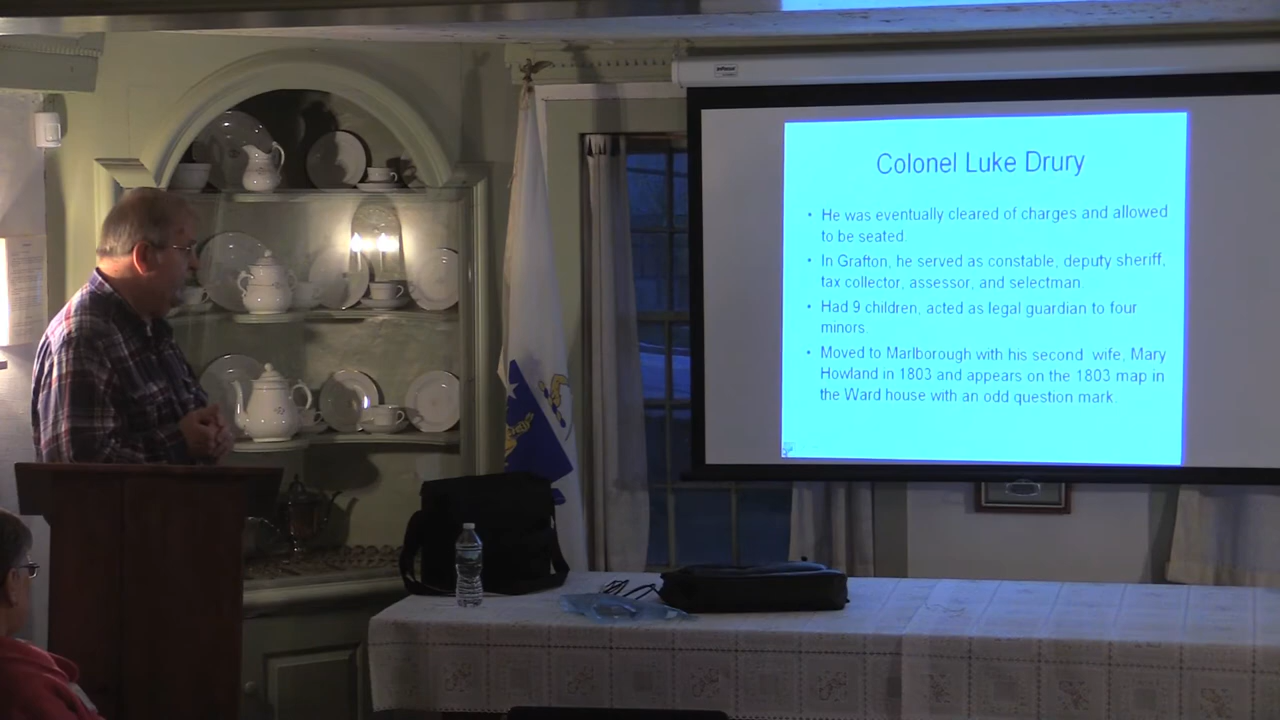 Colonel Luke Drury
• He was eventually cleared of charges and allowed
to be seated.
• In Grafton, he served as constable, deputy sheriff,
tax collector, assessor, and selectman.
• Had 9 children, acted as legal guardian to four
minors.
• Moved to Marlborough with his second wife, Mary
Howland in 1803 and appears on the 1803 map in
the Ward house with an odd question mark.